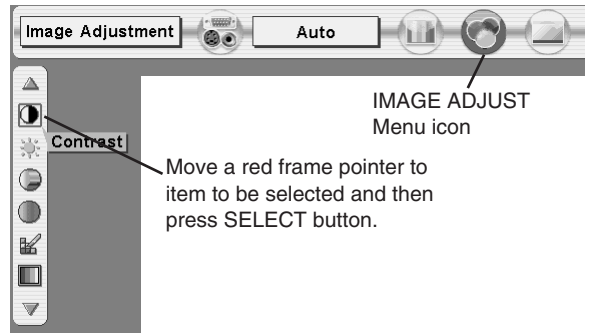 Image Adjustment
Auto
IMAGE ADJUST
Menu icon
Contrast
Move a red frame pointer to
item to be selected and then
press SELECT button.